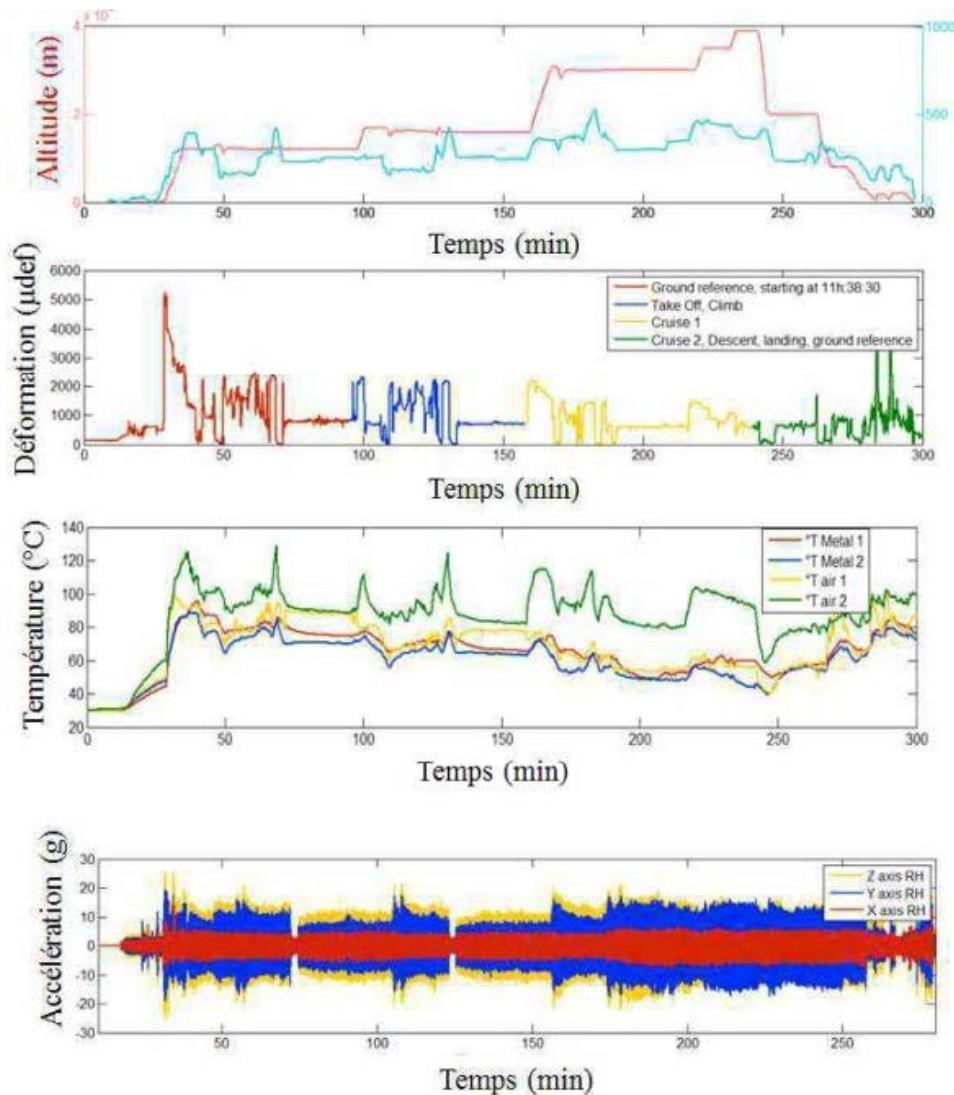 x 10
4
1000
Altitude (m)
2
500
0
0
0 50 100 150 200 250 300
Temps (min)
6000
5000
4000
3000
2000
1000
0
Déformation (µdef)
Ground reference, starting at 11h:38:30
Take Off, Climb
Cruise 1
Cruise 2, Descent, landing, ground reference
0 50 100 150 200 250 300
Temps (min)
140
120
100
80
60
40
20
Température (°C)
°T Metal 1
°T Metal 2
°T air 1
°T air 2
0 50 100 150 200 250 300
Temps (min)
30
20
10
0
-10
-20
-30
Accélération (g)
Z axis RH
Y axis RH
X axis RH
50 100 150 200 250
Temps (min)